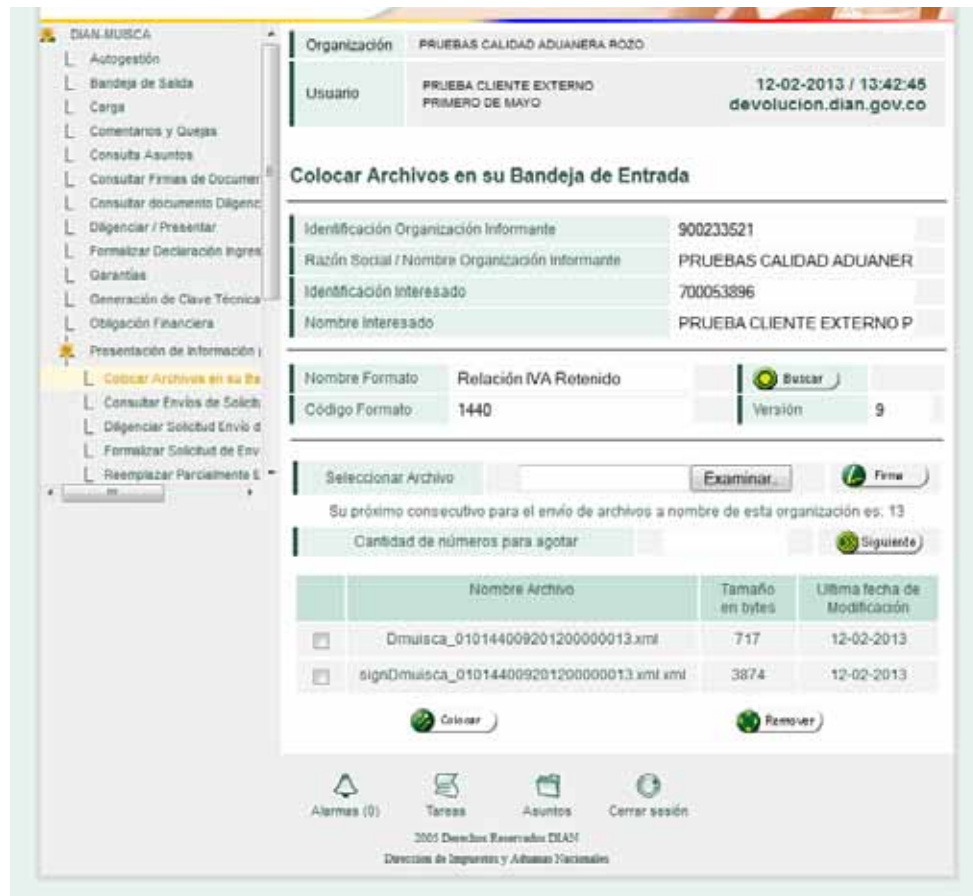 DIAN-MUISCA
Autogestión
Bandeja de Salida
Carga
Comentarios y Quejas
Consulta Asuntos
Consultar Firmas de Documen
Consultar documento Diligenc
Diligenciar / Presentar
Formalizar Declaración Ingres
Garantías
Generación de Clave Técnica
Obligación Financiera
Presentación de Información
Colocar Archivos en su Ba
Consultar Envíos de Solicit
Diligenciar Solicitud Envío d
Formalizar Solicitud de Env
Reemplazar Parcialmente
Organización PRUEBAS CALIDAD ADUANERA ROZO
Usuario PRUEBA CLIENTE EXTERNO
PRIMERO DE MAYO
12-02-2013 / 13:42:45
devolucion.dian.gov.co
Colocar Archivos en su Bandeja de Entrada
Identificación Organización Informante 900233521
Razón Social / Nombre Organización Informante PRUEBAS CALIDAD ADUANER
Identificación Interesado 700053896
Nombre Interesado PRUEBA CLIENTE EXTERNO P
Nombre Formato Relación IVA Retenido Buscar
Código Formato 1440 Versión 9
Seleccionar Archivo Examinar... Firma
Su próximo consecutivo para el envío de archivos a nombre de esta organización es: 13
Cantidad de números para agotar Siguiente
Nombre Archivo Tamaño en bytes Ultima fecha de Modificación
Dmuisca_010144009201200000013.xml 717 12-02-2013
signDmuisca_010144009201200000013.xml.xml 3874 12-02-2013
Colocar Remover
Alarmas (0) Tareas Asuntos Cerrar sesión
2005 Derechos Reservados DIAN
Direccion de Impuestos y Aduanas Nacionales